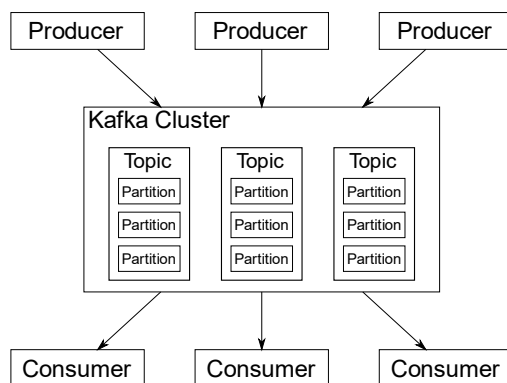 Producer Producer Producer
Kafka Cluster
Topic Topic Topic
Partition Partition Partition
Partition Partition Partition
Partition Partition Partition
Consumer Consumer Consumer